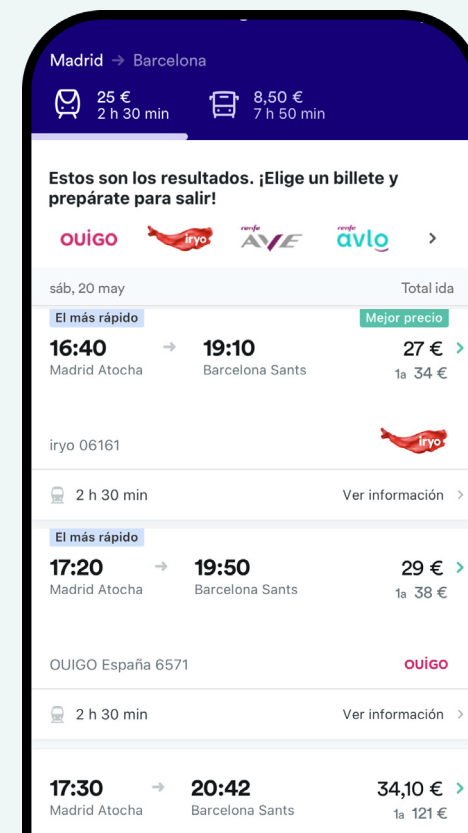 Madrid → Barcelona
25 €
2 h 30 min
8,50 €
7 h 50 min
Estos son los resultados. ¡Elige un billete y
prepárate para salir!
OUIGO iryo renfe AVE renfe avlo
sáb, 20 may Total ida
El más rápido Mejor precio
16:40 → 19:10 27 €
Madrid Atocha Barcelona Sants 1a 34 €
iryo 06161 iryo
2 h 30 min Ver información
El más rápido
17:20 → 19:50 29 €
Madrid Atocha Barcelona Sants 1a 38 €
OUIGO España 6571 OUIGO
2 h 30 min Ver información
17:30 → 20:42 34,10 €
Madrid Atocha Barcelona Sants 1a 121 €